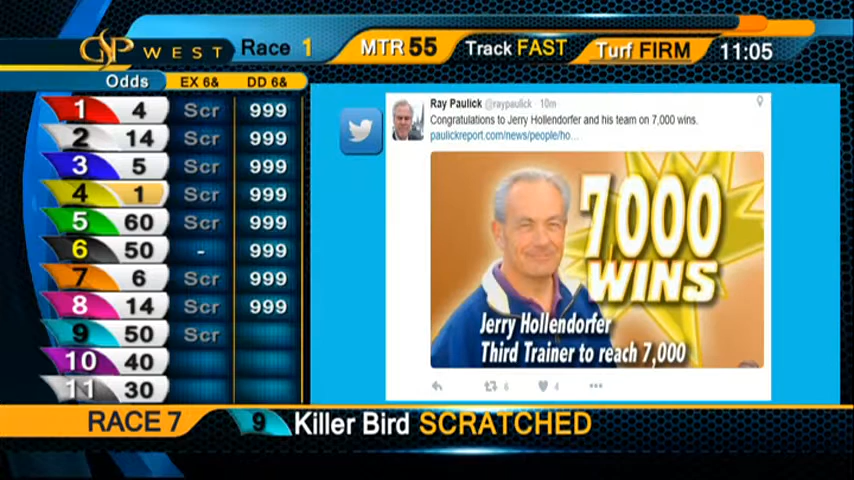 GSP WEST Race 1 MTR 55 Track FAST Turf FIRM 11:05
Odds EX 6& DD 6&
1 4 Scr 999
2 14 Scr 999
3 5 Scr 999
4 1 Scr 999
5 60 Scr 999
6 50 - 999
7 6 Scr 999
8 14 Scr 999
9 50 Scr
10 40
11 30
Ray Paulick @raypaulick 10m
Congratulations to Jerry Hollendorfer and his team on 7,000 wins.
paulickreport.com/news/people/ho...
7000
WINS
Jerry Hollendorfer
Third Trainer to reach 7,000
6 4
RACE 7 9 Killer Bird SCRATCHED